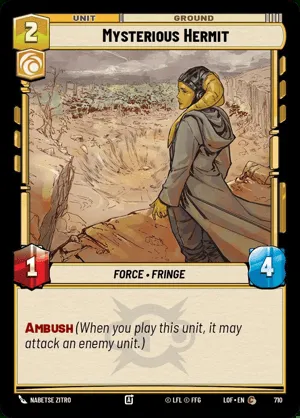 UNIT GROUND
2 MYSTERIOUS HERMIT
1 4
FORCE • FRINGE
AMBUSH (When you play this unit, it may
attack an enemy unit.)
NABETSE ZITRO © LFL © FFG LOF • EN C 710